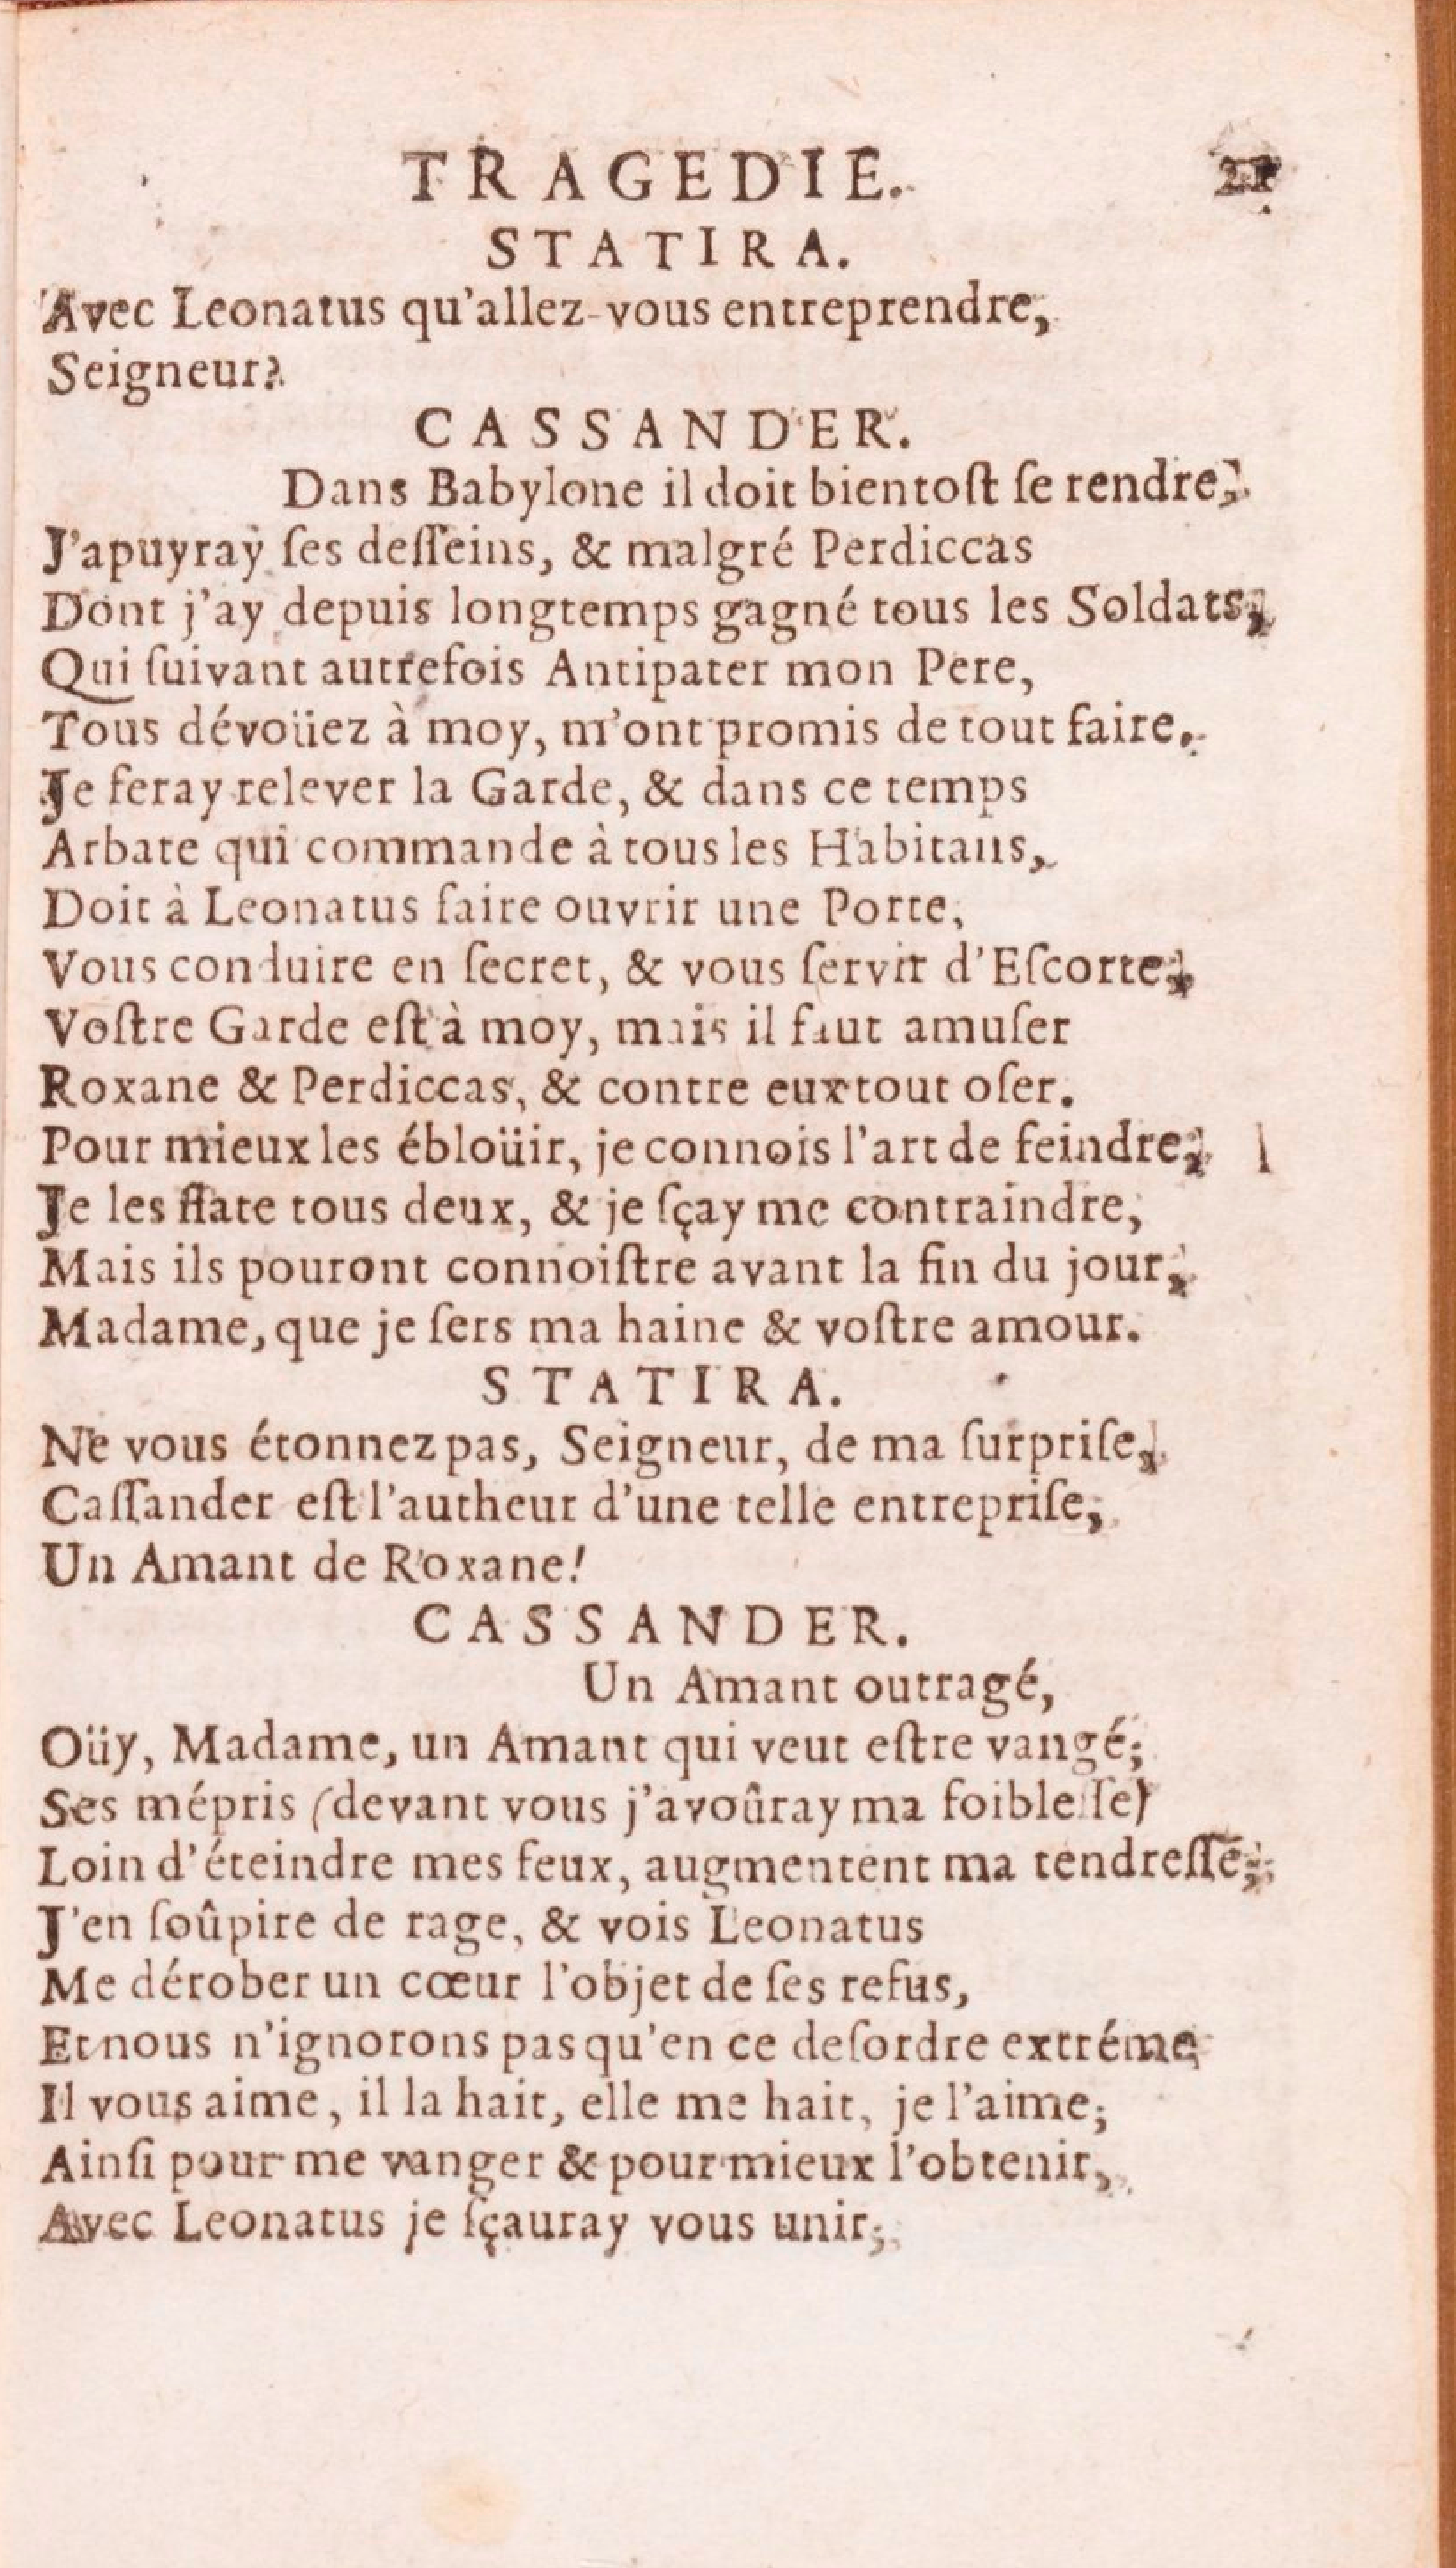 TRAGEDIE. 21
STATIRA.
Avec Leonatus qu'allez-vous entreprendre,
Seigneur?
CASSANDER.
Dans Babylone il doit bientoſt ſe rendre,
J'apuyray ſes deſſeins, & malgré Perdiccas
Dont j'ay depuis longtemps gagné tous les Soldats,
Qui ſuivant autrefois Antipater mon Pere,
Tous dévoüez à moy, m'ont promis de tout faire.
Je feray relever la Garde, & dans ce temps
Arbate qui commande à tous les Habitans,
Doit à Leonatus faire ouvrir une Porte,
Vous conduire en ſecret, & vous ſervir d'Eſcorte;
Voſtre Garde eſt à moy, mais il faut amuſer
Roxane & Perdiccas, & contre eux tout oſer.
Pour mieux les ébloüir, je connois l'art de feindre;
Je les flate tous deux, & je ſçay me contraindre,
Mais ils pouront connoiſtre avant la fin du jour,
Madame, que je ſers ma haine & voſtre amour.
STATIRA.
Ne vous étonnez pas, Seigneur, de ma ſurpriſe,
Caſſander eſt l'autheur d'une telle entrepriſe,
Un Amant de Roxane!
CASSANDER.
Un Amant outragé,
Oüy, Madame, un Amant qui veut eſtre vangé;
Ses mépris (devant vous j'avoûray ma foibleſſe)
Loin d'éteindre mes feux, augmentent ma tendreſſe;
J'en ſoûpire de rage, & vois Leonatus
Me dérober un cœur l'objet de ſes refus,
Et nous n'ignorons pas qu'en ce deſordre extréme
Il vous aime, il la hait, elle me hait, je l'aime;
Ainſi pour me vanger & pour mieux l'obtenir,
Avec Leonatus je ſçauray vous unir;